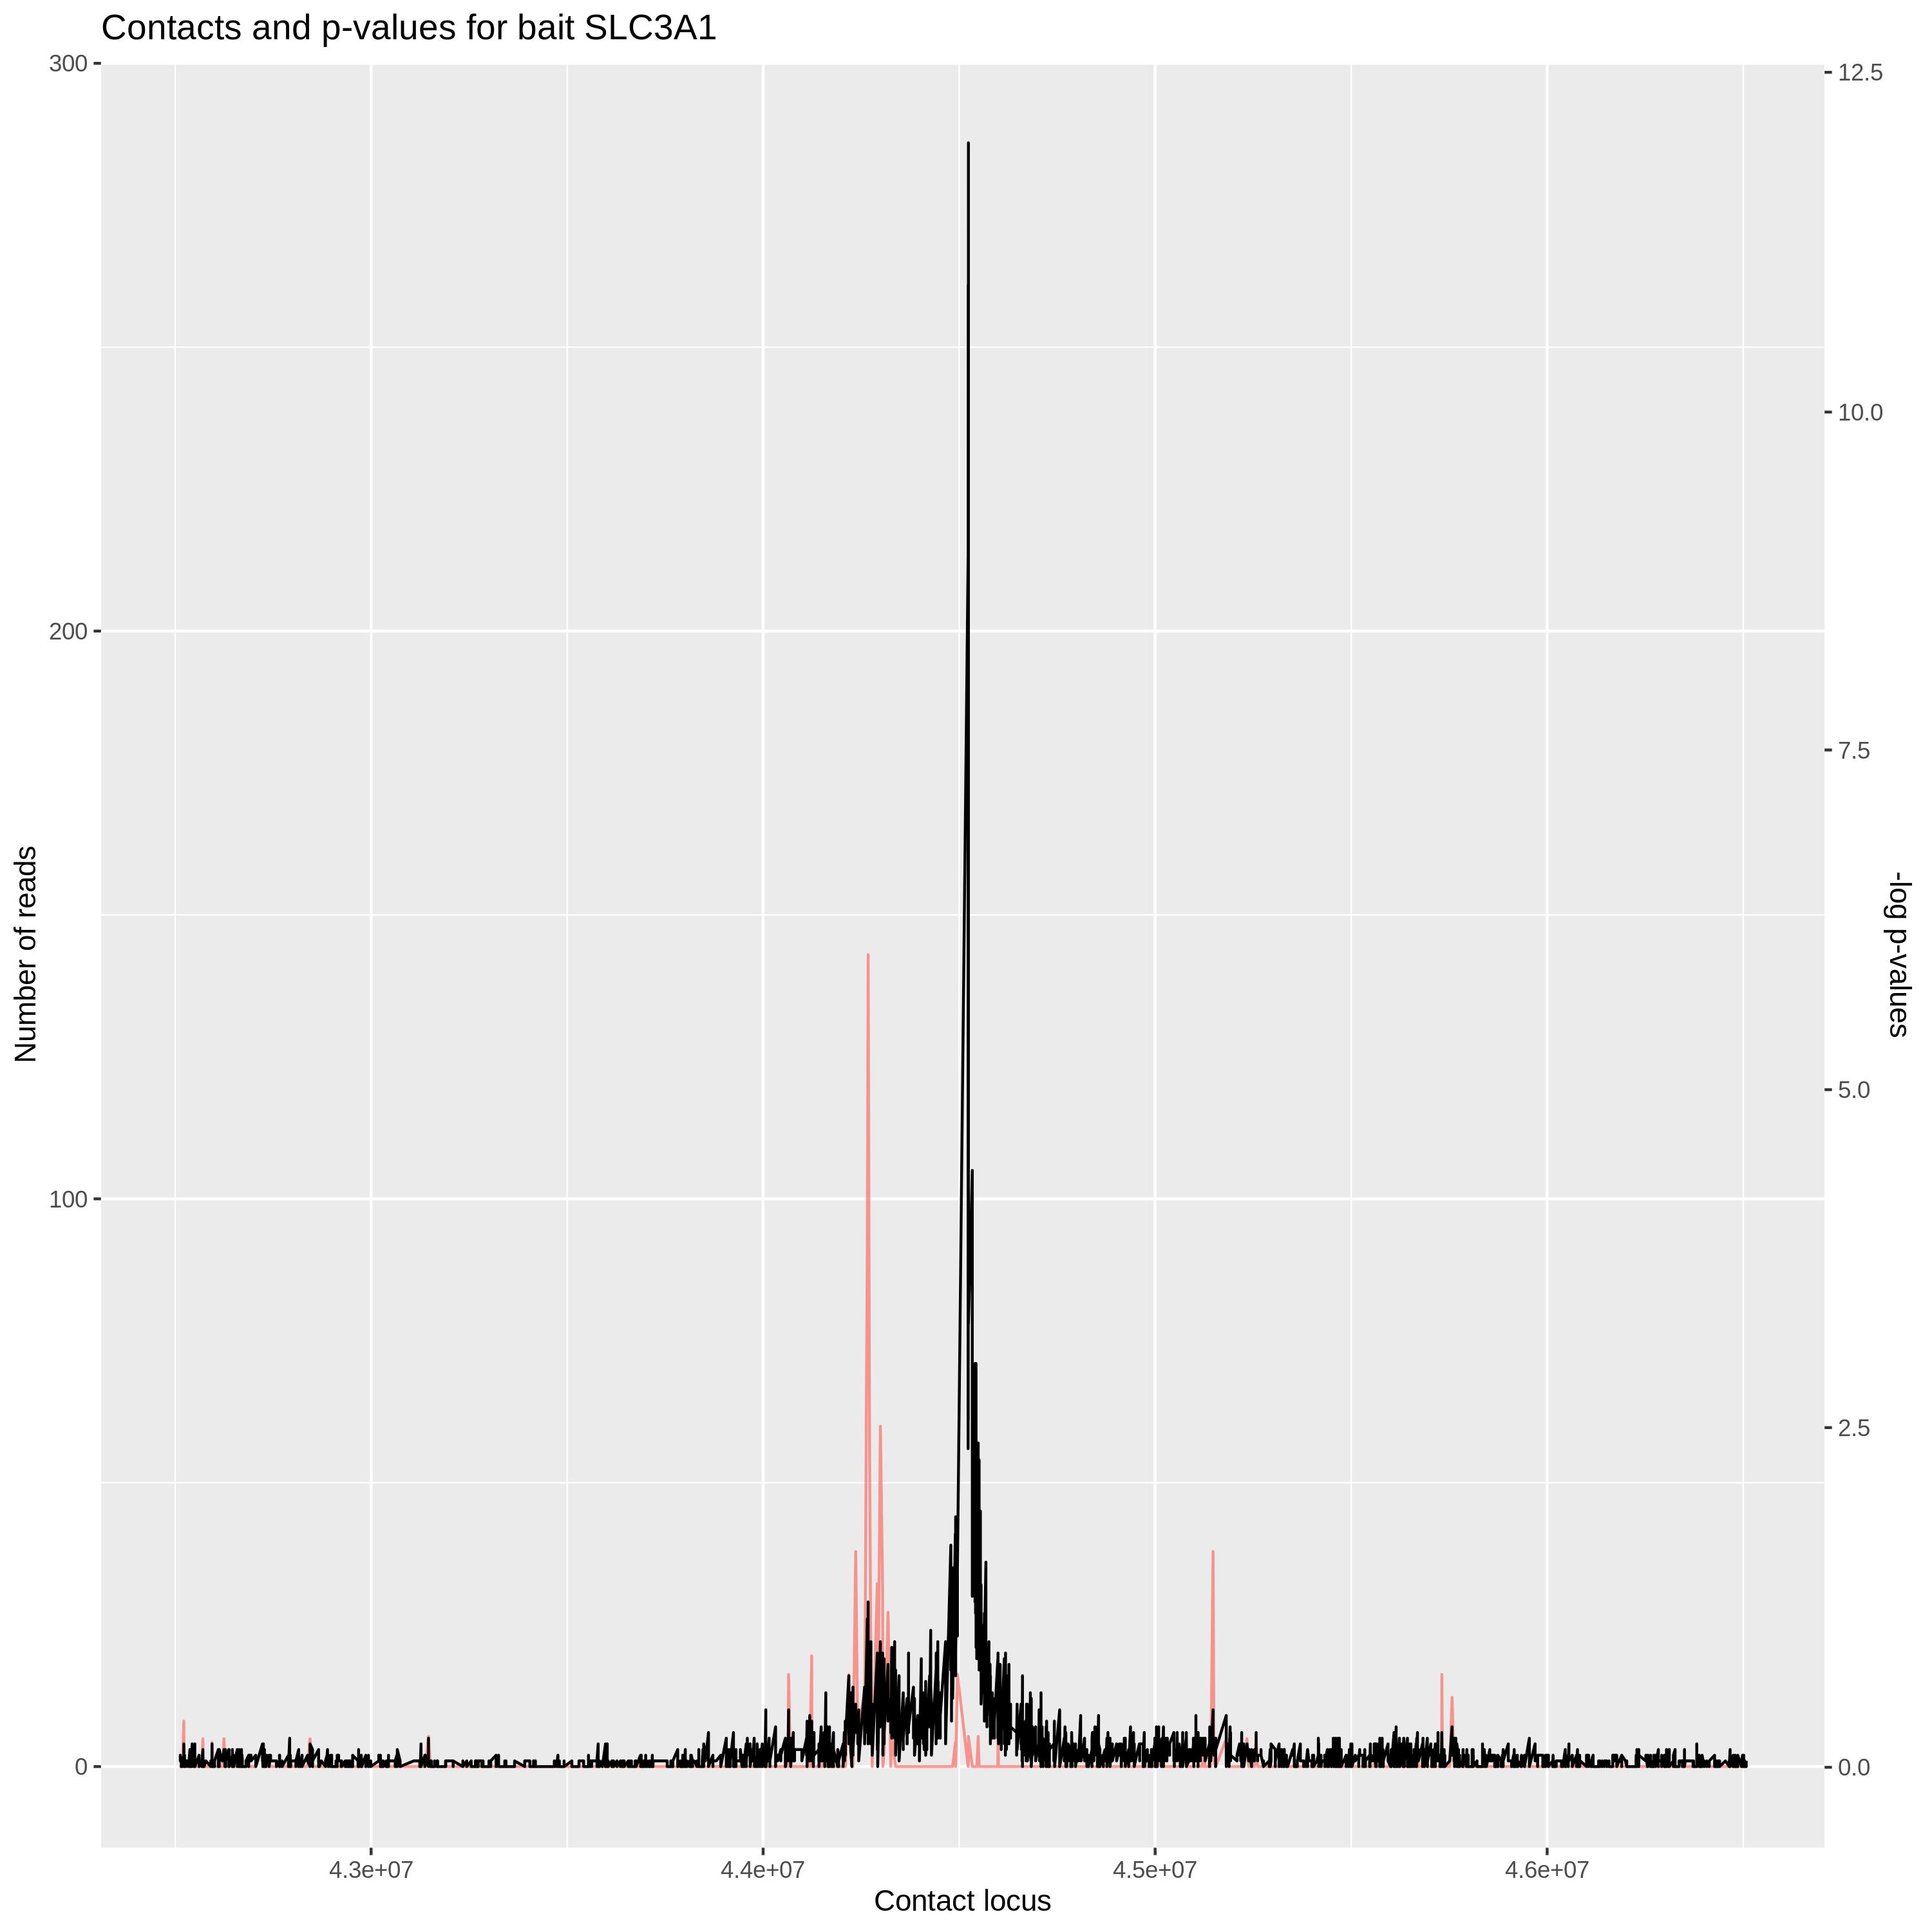 Contacts and p-values for bait SLC3A1
300
200
100
0
Number of reads
12.5
10.0
7.5
5.0
2.5
0.0
-log p-values
4.3e+07 4.4e+07 4.5e+07 4.6e+07
Contact locus